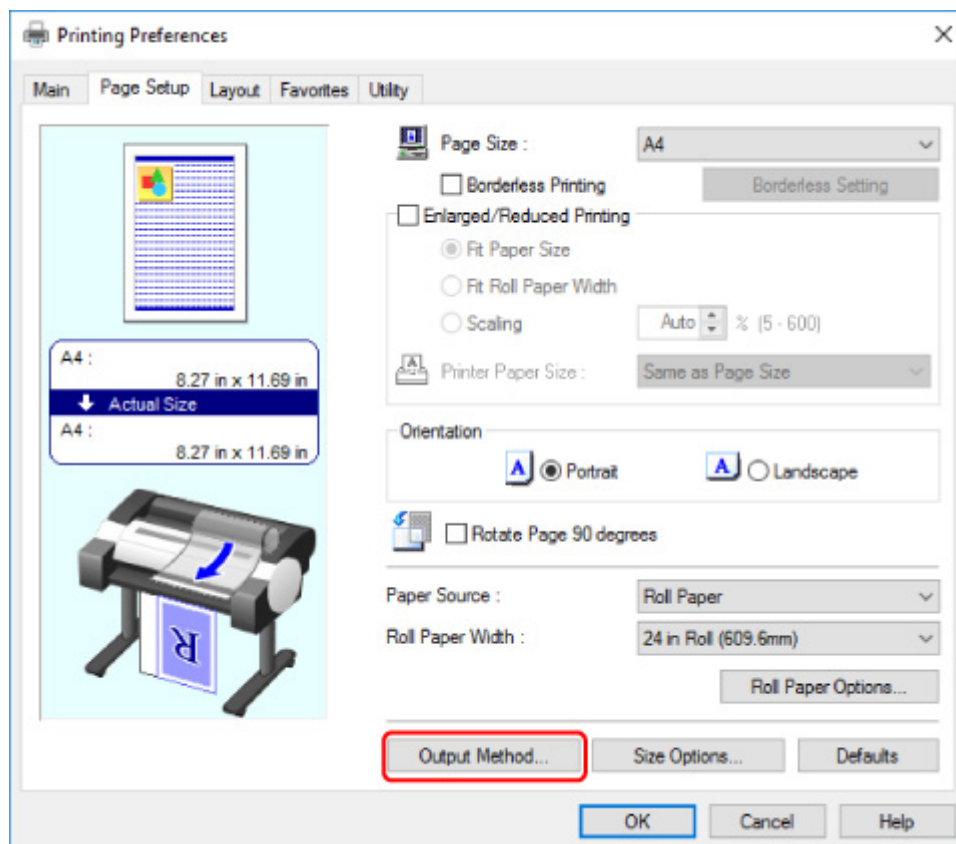 Printing Preferences
Main Page Setup Layout Favorites Utility
Page Size : A4
Borderless Printing Borderless Setting
Enlarged/Reduced Printing
Fit Paper Size
Fit Roll Paper Width
Scaling Auto % (5 - 600)
Printer Paper Size : Same as Page Size
A4 :
8.27 in x 11.69 in
Actual Size
A4 :
8.27 in x 11.69 in
Orientation
A Portrait A Landscape
Rotate Page 90 degrees
Paper Source : Roll Paper
Roll Paper Width : 24 in Roll (609.6mm)
Roll Paper Options...
R
Output Method... Size Options... Defaults
OK Cancel Help